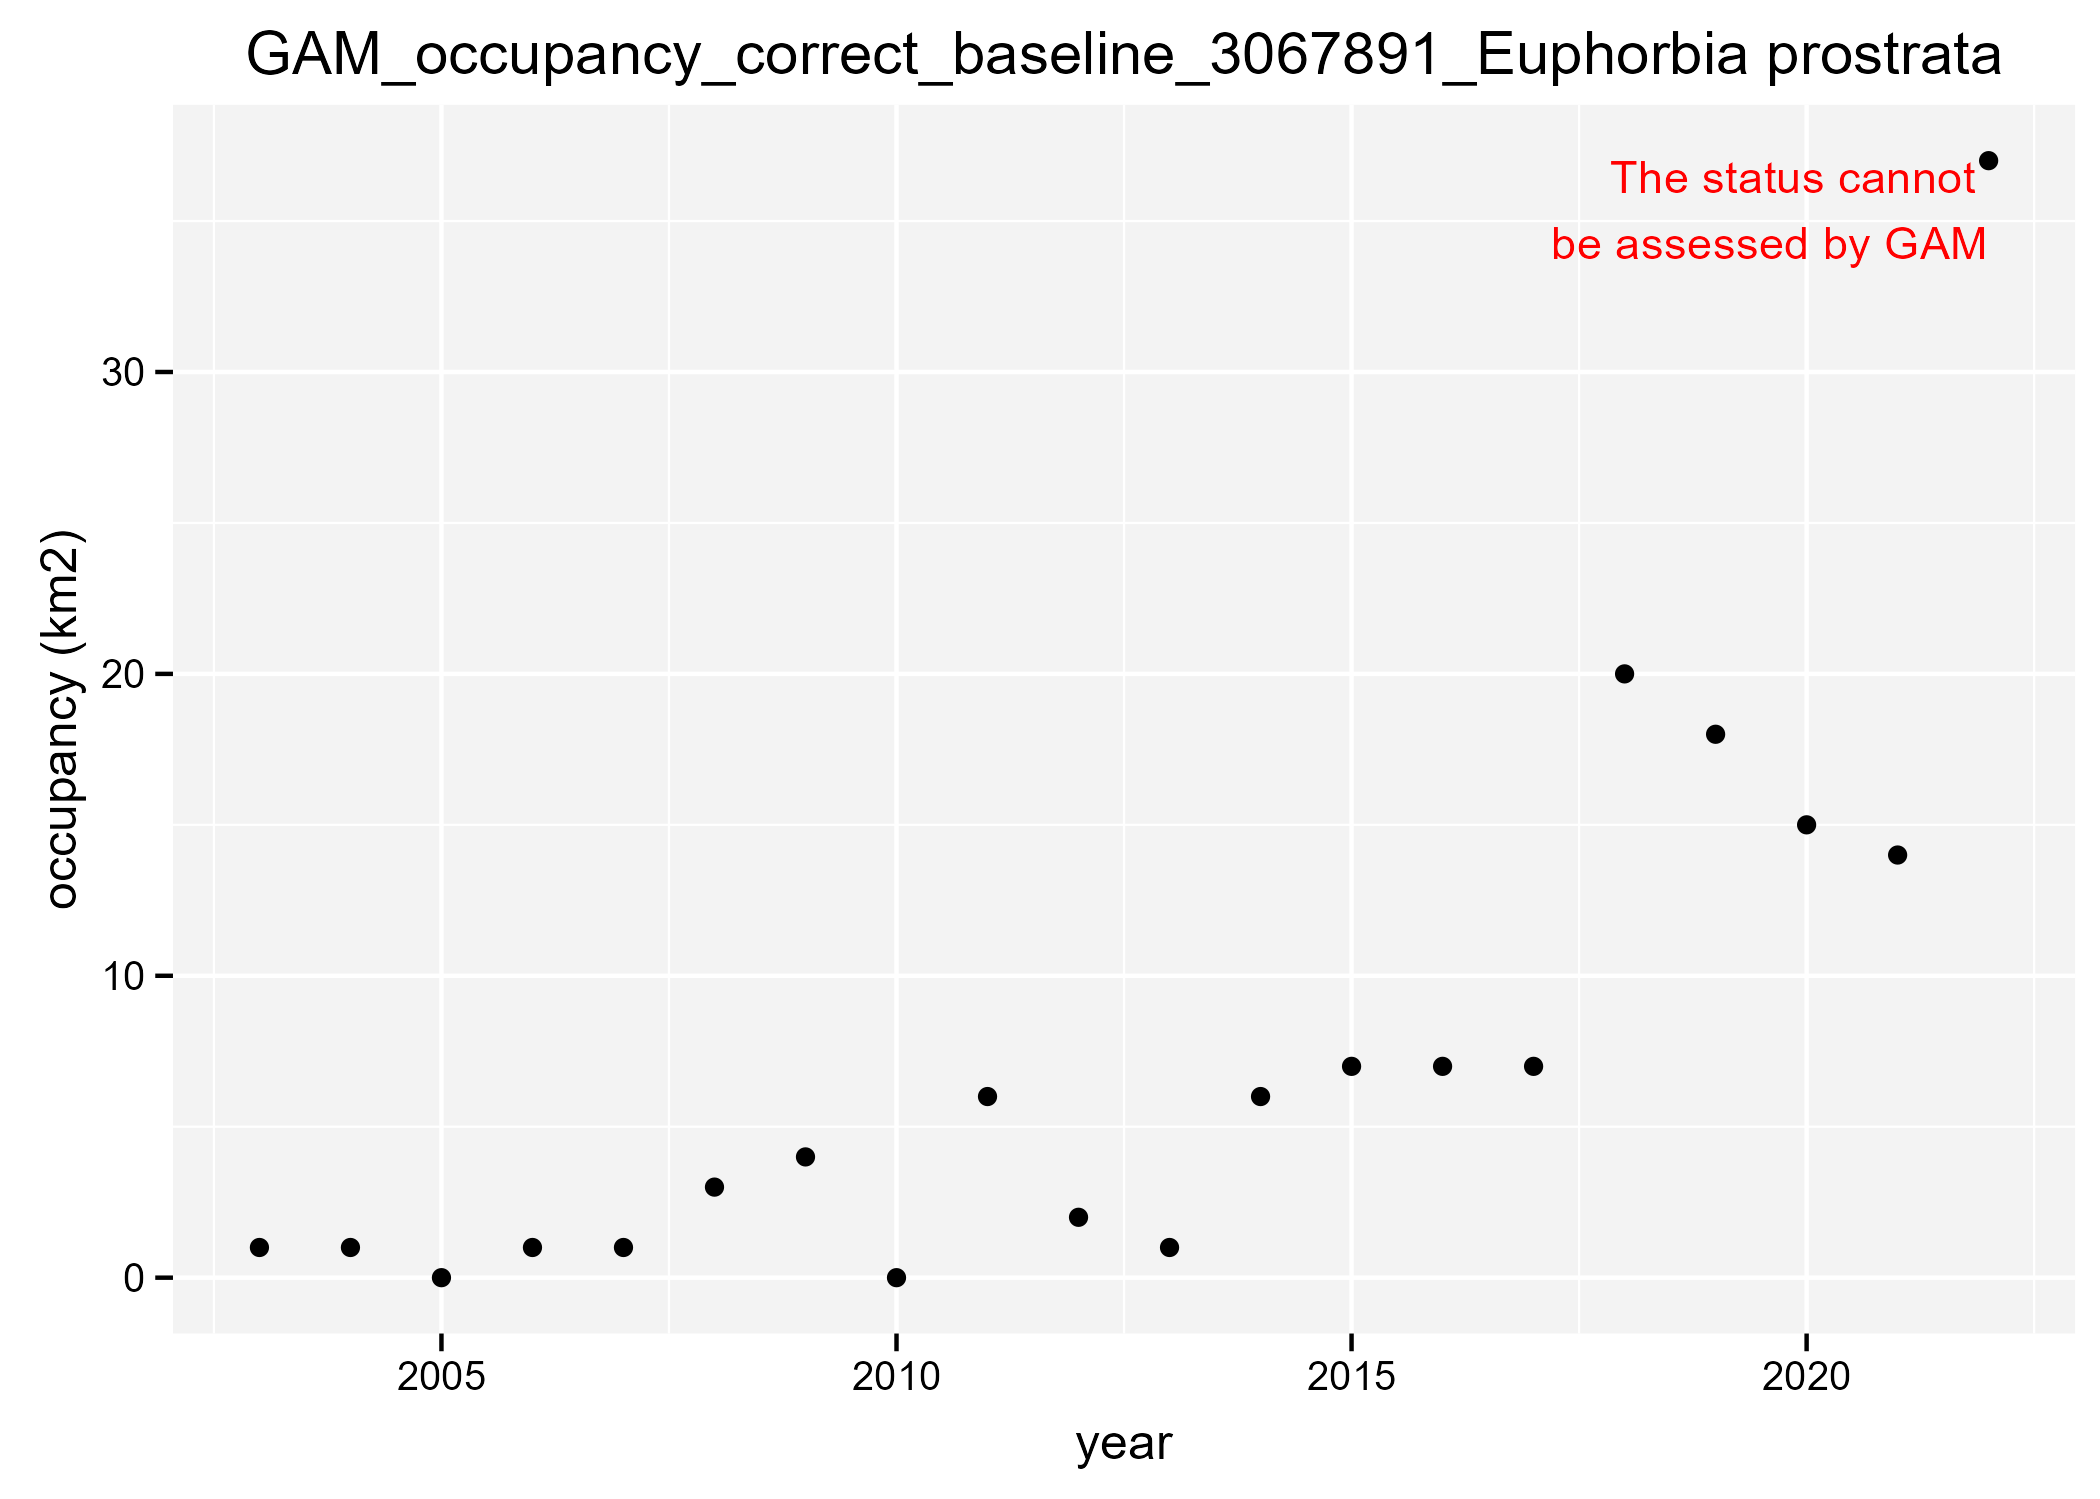 GAM_occupancy_correct_baseline_3067891_Euphorbia prostrata
The status cannot
be assessed by GAM
occupancy (km2)
30
20
10
0
2005 2010 2015 2020
year